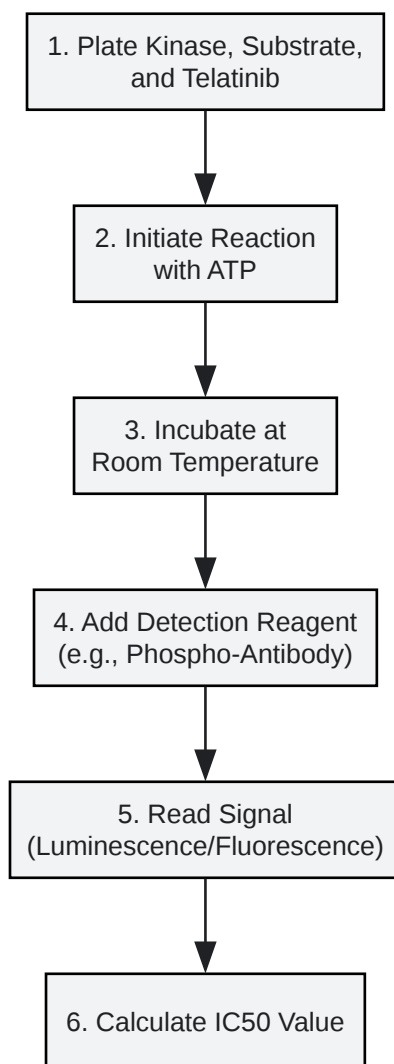 1. Plate Kinase, Substrate,
and Telatinib
2. Initiate Reaction
with ATP
3. Incubate at
Room Temperature
4. Add Detection Reagent
(e.g., Phospho-Antibody)
5. Read Signal
(Luminescence/Fluorescence)
6. Calculate IC50 Value